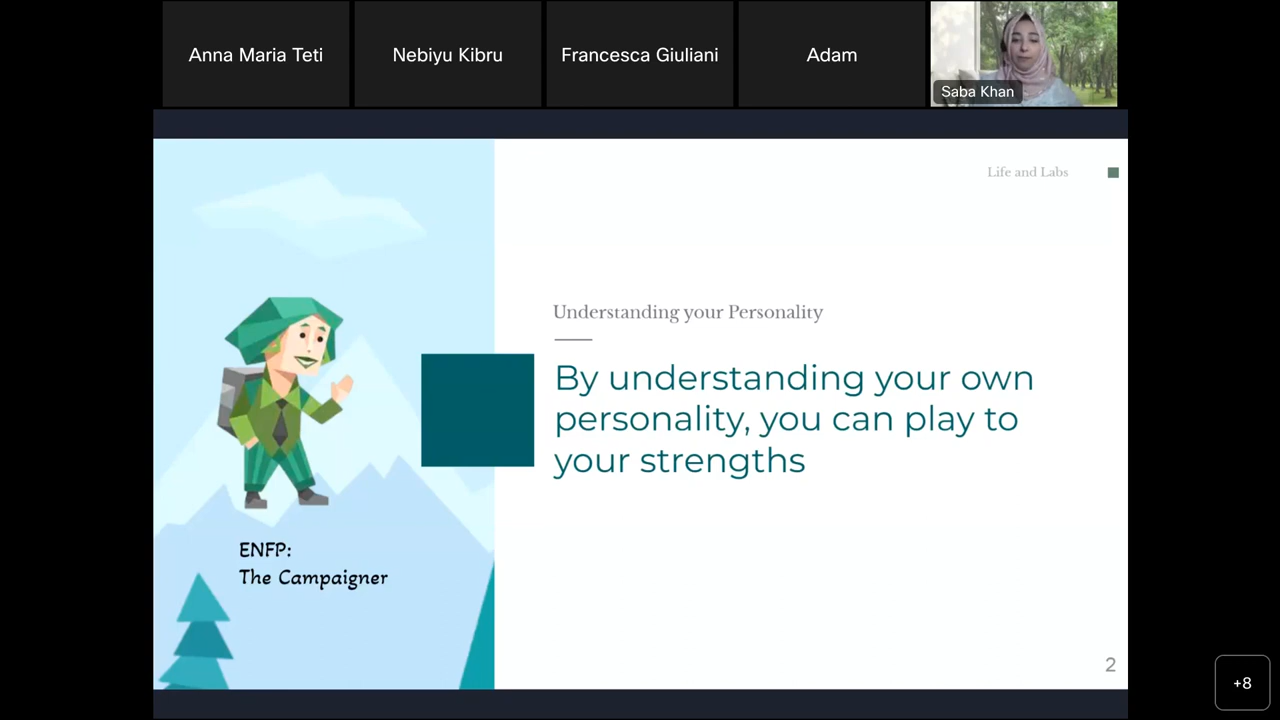 Anna Maria Teti
Nebiyu Kibru
Francesca Giuliani
Adam
Saba Khan
Life and Labs
Understanding your Personality
By understanding your own
personality, you can play to
your strengths
ENFP:
The Campaigner
2
+8